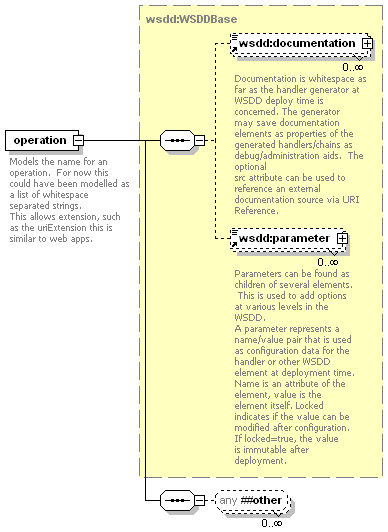 wsdd:WSDDBase
wsdd:documentation
0..∞
Documentation is whitespace as
far as the handler generator at
WSDD deploy time is
concerned. The generator
may save documentation
elements as properties of the
generated handlers/chains as
debug/administration aids.  The
optional
src attribute can be used to
reference an external
documentation source via URI
Reference.
operation
Models the name for an
operation.  For now this
could have been modelled as
a list of whitespace
separated strings.
This allows extension, such
as the uriExtension this is
similar to web apps.
wsdd:parameter
0..∞
Parameters can be found as
children of several elements.
This is used to add options
at various levels in the
WSDD.
A parameter represents a
name/value pair that is used
as configuration data for the
handler or other WSDD
element at deployment time.
Name is an attribute of the
element, value is the
element itself. Locked
indicates if the value can be
modified after configuration.
If locked=true, the value
is immutable after
deployment.
any ##other
0..∞